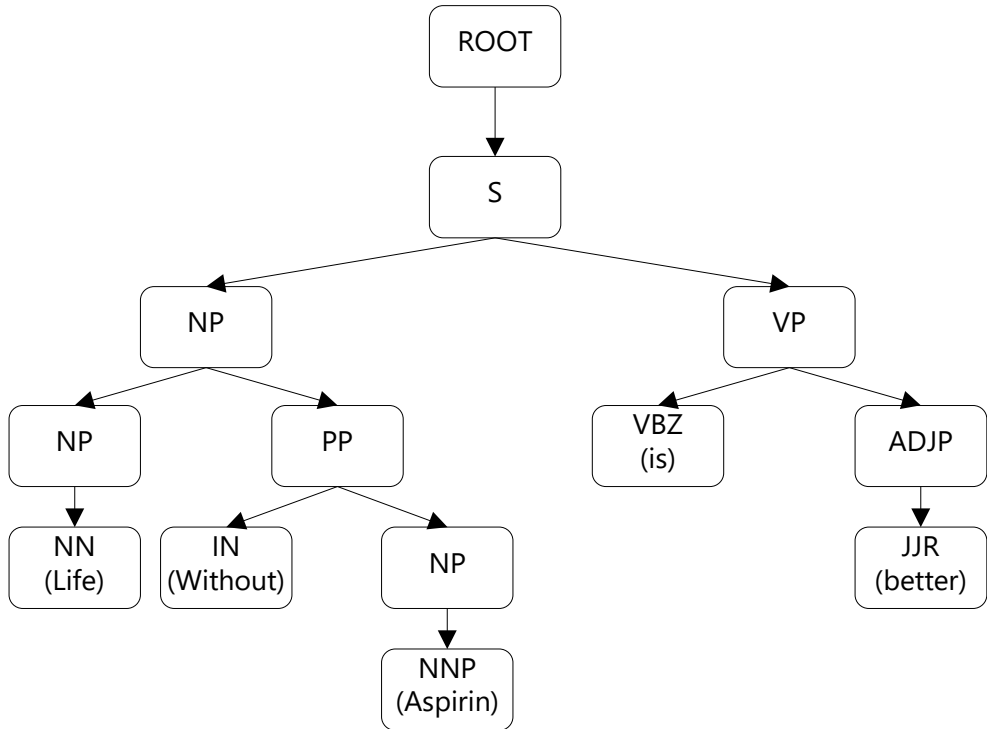 ROOT
S
NP
VP
NP
PP
VBZ
(is)
ADJP
NN
(Life)
IN
(Without)
NP
JJR
(better)
NNP
(Aspirin)